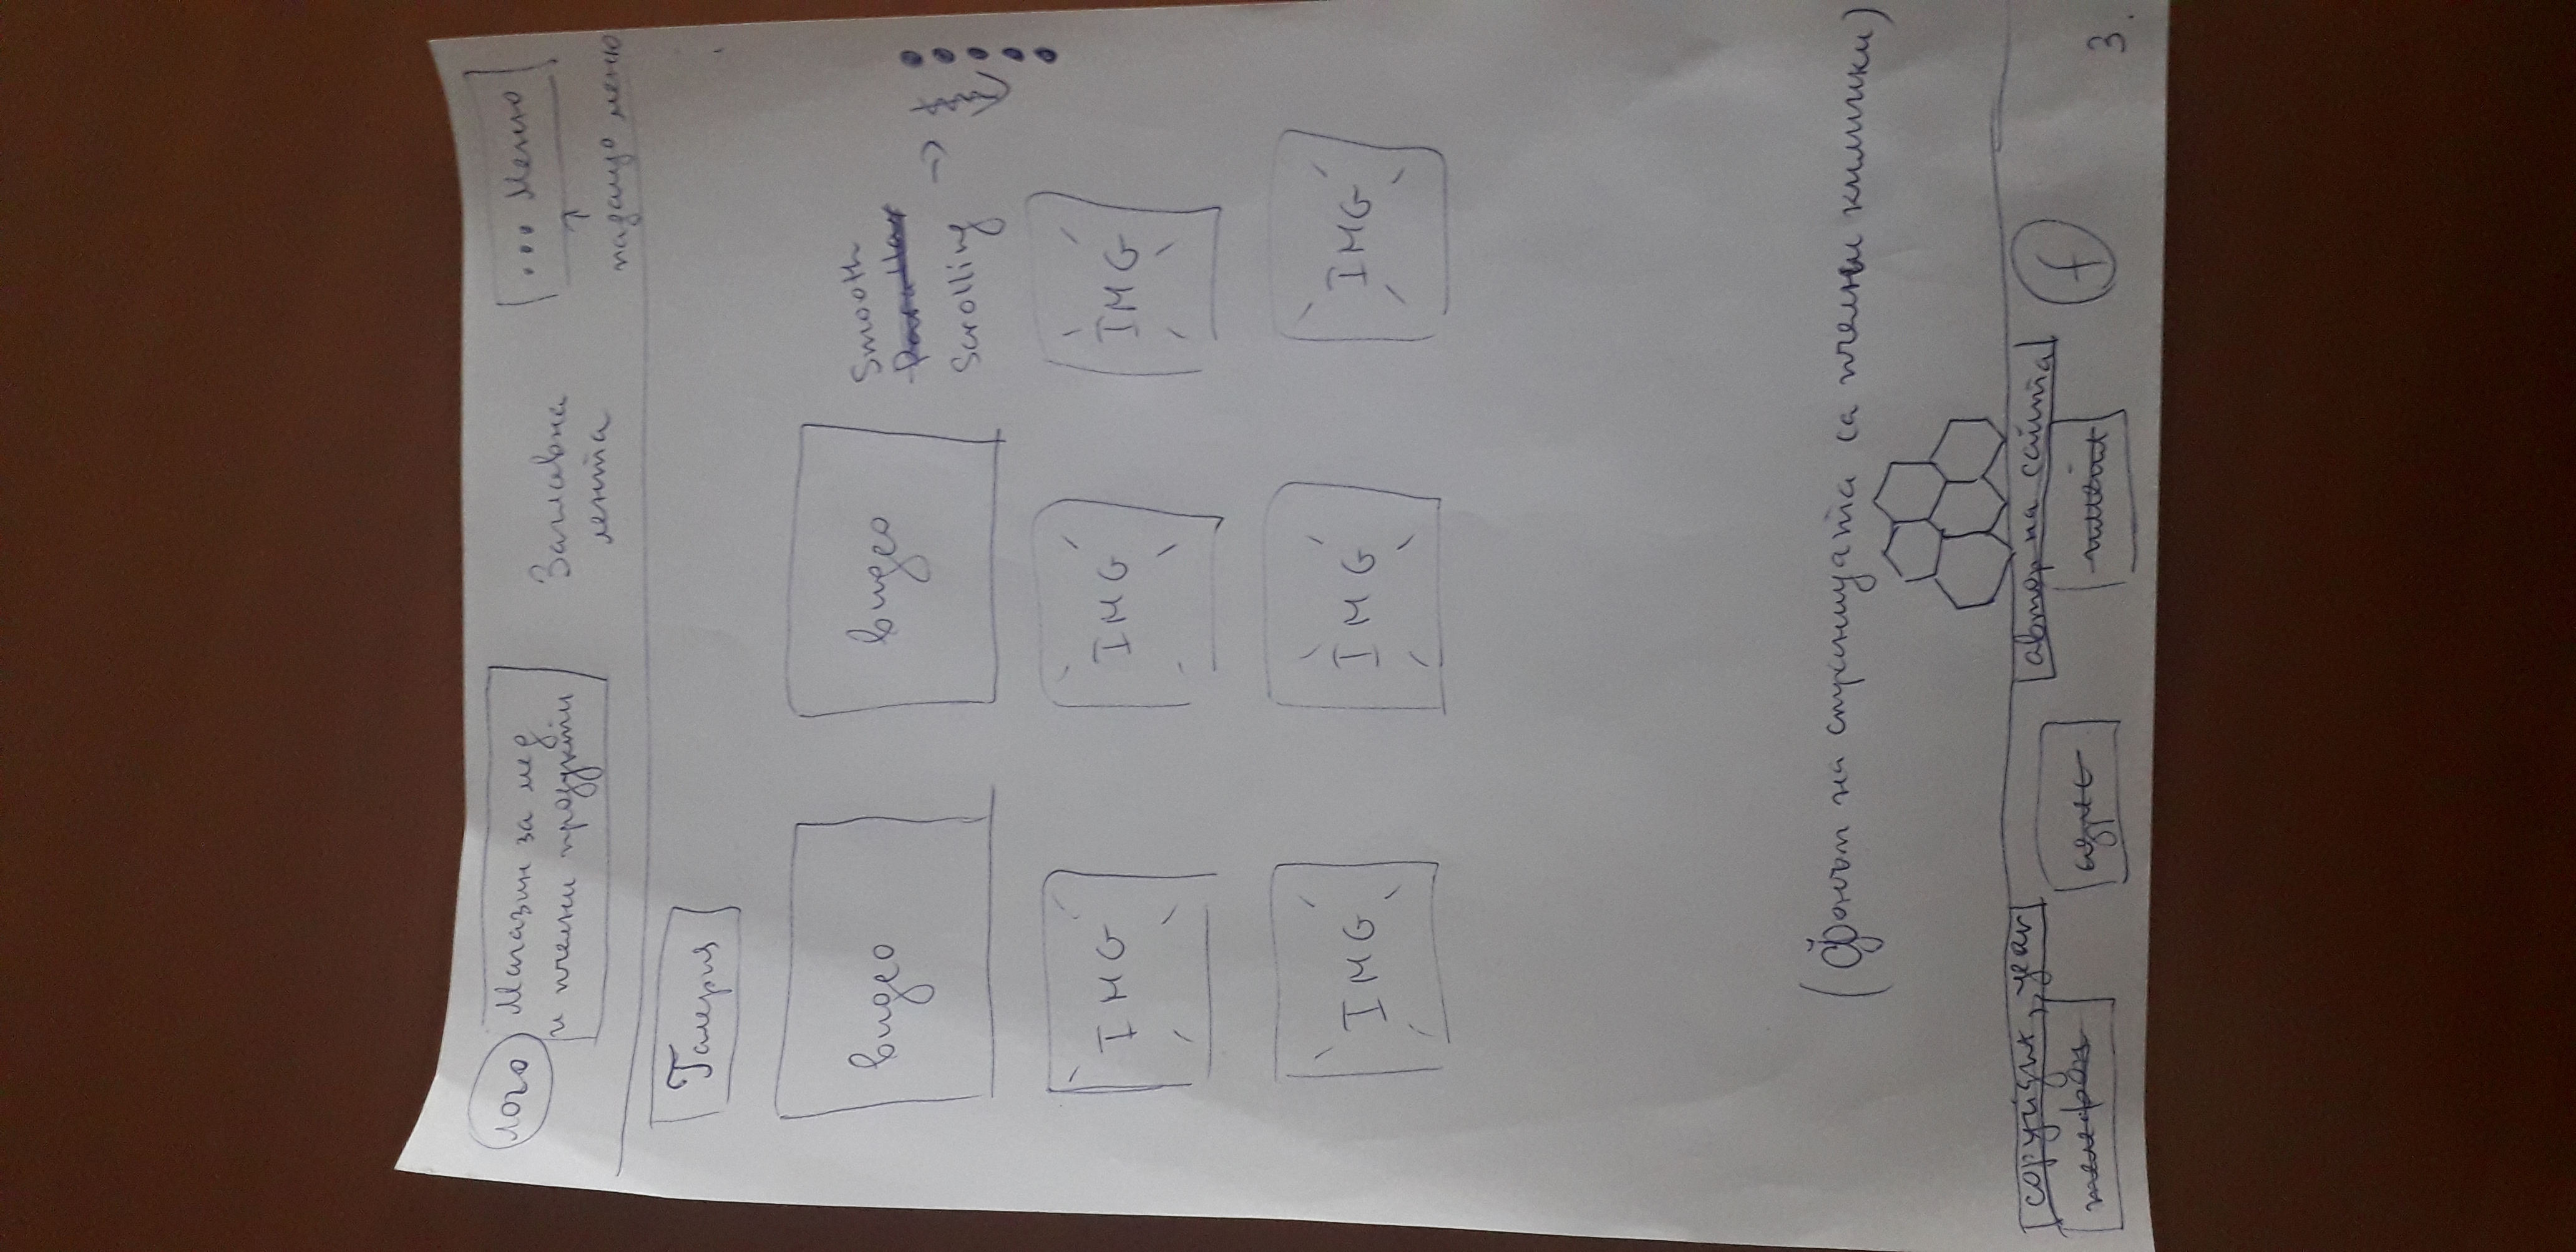 лого
Магазин за мед
и пчелни продукти
Заглавна
лента
... Меню
падащо меню
Галерия
видео
видео
Smooth
Parallax
Scrolling
IMG
IMG
IMG
IMG
IMG
IMG
(Фонът на страницата са пчелни килийки)
copyright, year
автор на сайта
телефон
адрес
имейл
f
3.